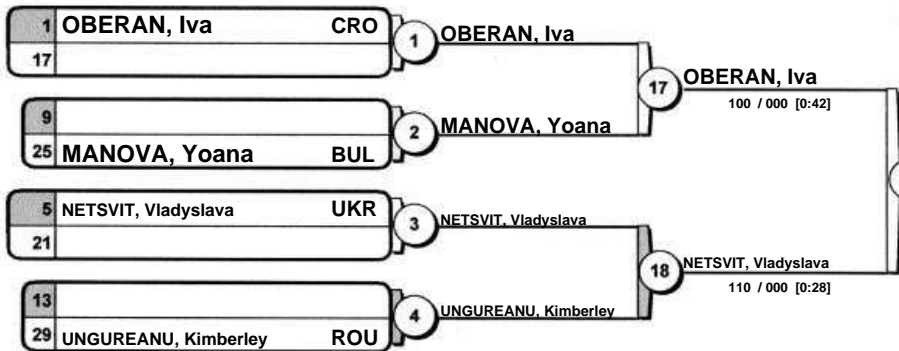 1 OBERAN, Iva CRO
17
1 OBERAN, Iva
17 OBERAN, Iva
100 / 000 [0:42]
9
25 MANOVA, Yoana BUL
2 MANOVA, Yoana
5 NETSVIT, Vladyslava UKR
21
3 NETSVIT, Vladyslava
18 NETSVIT, Vladyslava
110 / 000 [0:28]
13
29 UNGUREANU, Kimberley ROU
4 UNGUREANU, Kimberley